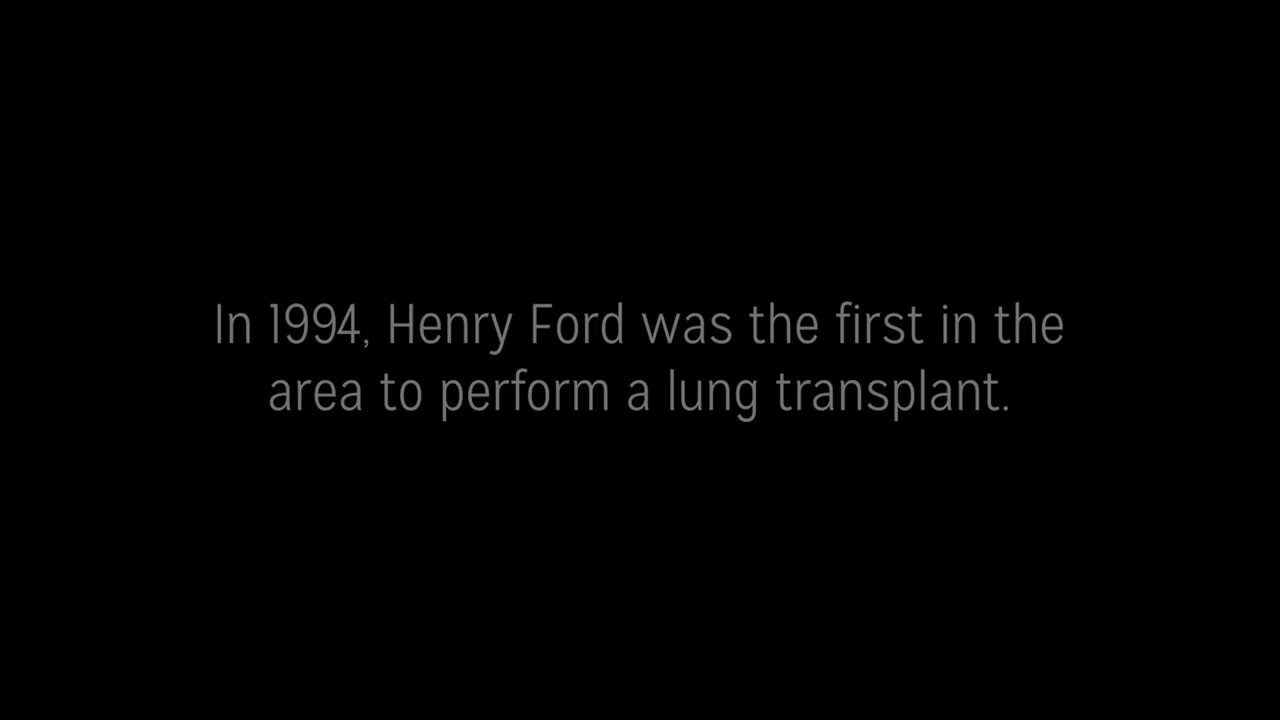 In 1994, Henry Ford was the first in the
area to perform a lung transplant.